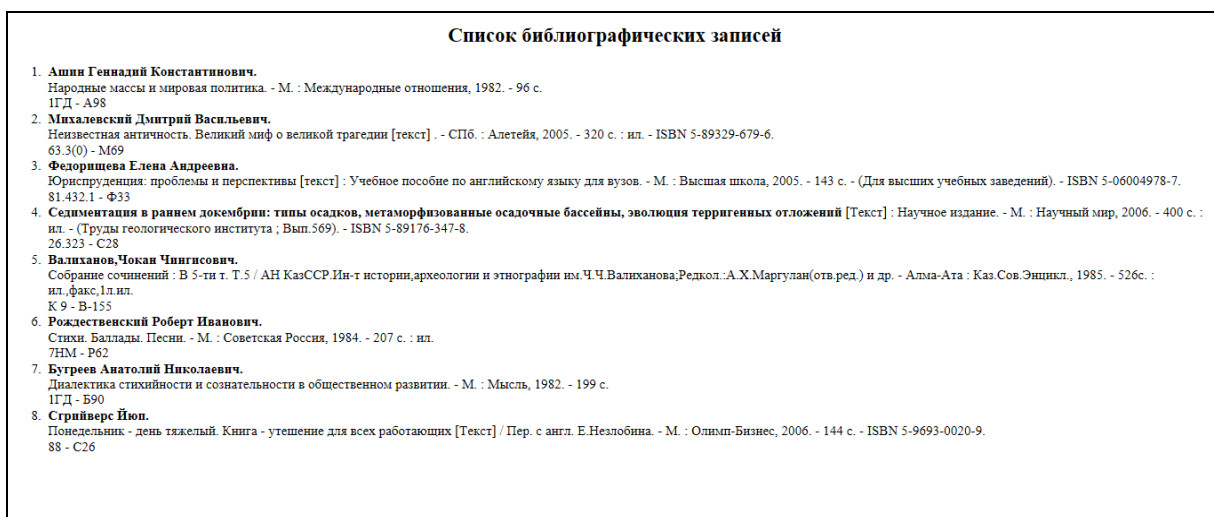 Список библиографических записей
1. Ашин Геннадий Константинович.
Народные массы и мировая политика. - М. : Международные отношения, 1982. - 96 с.
1ГД - А98
2. Михалевский Дмитрий Васильевич.
Неизвестная античность. Великий миф о великой трагедии [текст] . - СПб. : Алетейя, 2005. - 320 с. : ил. - ISBN 5-89329-679-6.
63.3(0) - М69
3. Федорищева Елена Андреевна.
Юриспруденция: проблемы и перспективы [текст] : Учебное пособие по английскому языку для вузов. - М. : Высшая школа, 2005. - 143 с. - (Для высших учебных заведений). - ISBN 5-06004978-7.
81.432.1 - Ф33
4. Седиментация в раннем докембрии: типы осадков, метаморфизованные осадочные бассейны, эволюция терригенных отложений [Текст] : Научное издание. - М. : Научный мир, 2006. - 400 с. :
ил. - (Труды геологического института ; Вып.569). - ISBN 5-89176-347-8.
26.323 - С28
5. Валиханов,Чокан Чингисович.
Собрание сочинений : В 5-ти т. Т.5 / АН КазССР.Ин-т истории,археологии и этнографии им.Ч.Ч.Валиханова;Редкол.:А.Х.Маргулан(отв.ред.) и др. - Алма-Ата : Каз.Сов.Энцикл., 1985. - 526с. :
ил.,факс,1л.ил.
К 9 - В-155
6. Рождественский Роберт Иванович.
Стихи. Баллады. Песни. - М. : Советская Россия, 1984. - 207 с. : ил.
7НМ - Р62
7. Бугреев Анатолий Николаевич.
Диалектика стихийности и сознательности в общественном развитии. - М. : Мысль, 1982. - 199 с.
1ГД - Б90
8. Сгрийверс Йюп.
Понедельник - день тяжелый. Книга - утешение для всех работающих [Текст] / Пер. с англ. Е.Незлобина. - М. : Олимп-Бизнес, 2006. - 144 с. - ISBN 5-9693-0020-9.
88 - С26